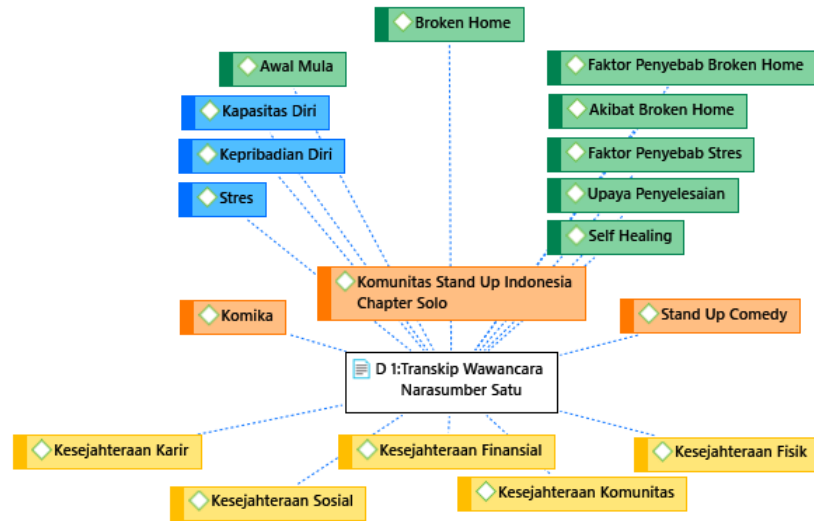 Broken Home
Awal Mula
Faktor Penyebab Broken Home
Kapasitas Diri
Akibat Broken Home
Kepribadian Diri
Faktor Penyebab Stres
Stres
Upaya Penyelesaian
Self Healing
Komunitas Stand Up Indonesia
Chapter Solo
Komika
Stand Up Comedy
D 1:Transkip Wawancara
Narasumber Satu
Kesejahteraan Karir
Kesejahteraan Finansial
Kesejahteraan Fisik
Kesejahteraan Sosial
Kesejahteraan Komunitas